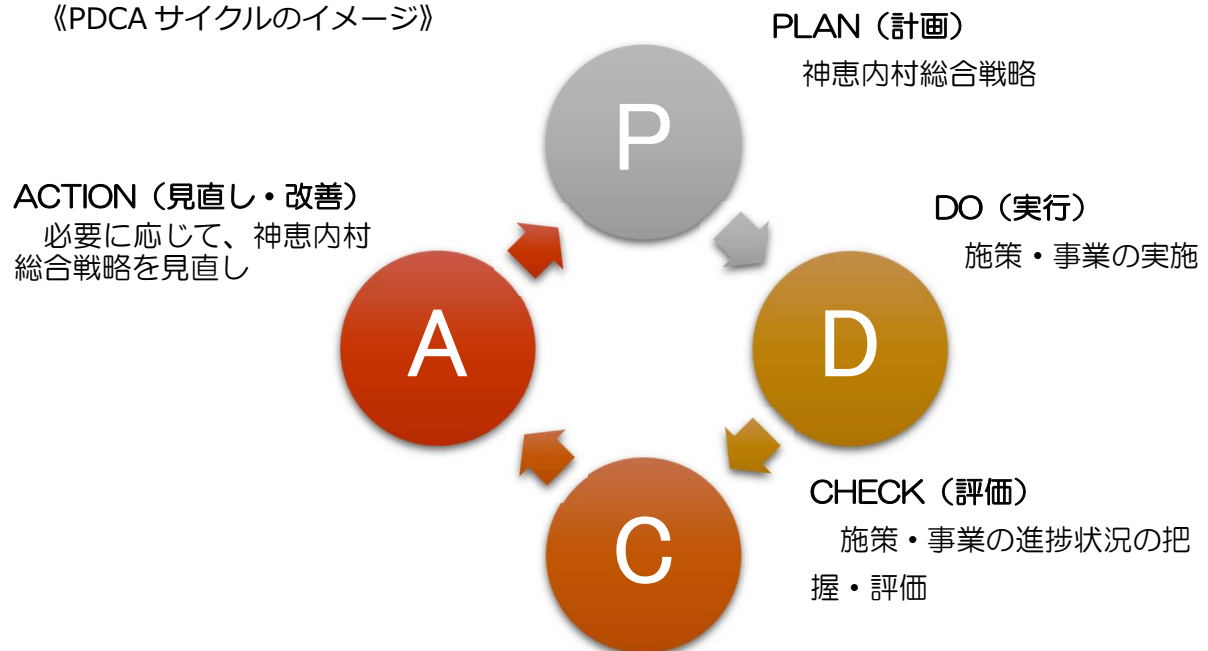 《PDCA サイクルのイメージ》
PLAN（計画）
神恵内村総合戦略
P
ACTION（見直し・改善）
必要に応じて、神恵内村
総合戦略を見直し
DO（実行）
施策・事業の実施
A
D
CHECK（評価）
施策・事業の進捗状況の把
握・評価
C